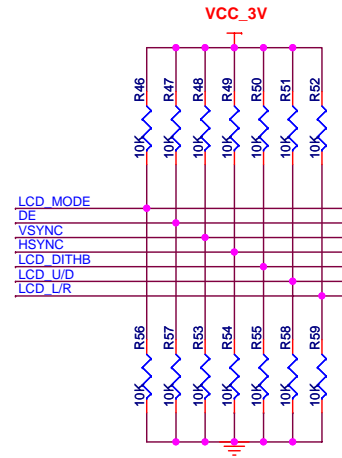 VCC_3V
R46 R47 R48 R49 R50 R51 R52
10K 10K 10K 10K 10K 10K 10K
LCD_MODE
DE
VSYNC
HSYNC
LCD_DITHB
LCD_U/D
LCD_L/R
R56 R57 R53 R54 R55 R58 R59
10K 10K 10K 10K 10K 10K 10K